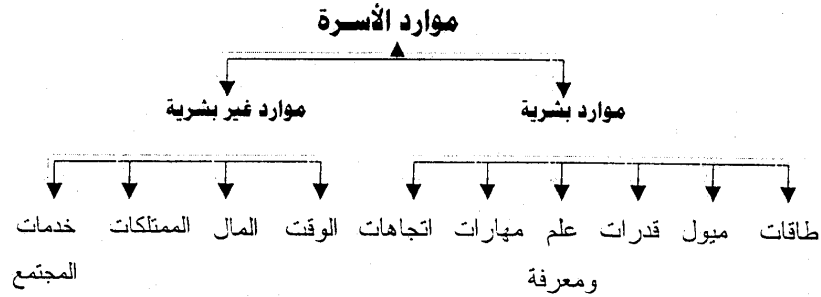 موارد الأسرة
موارد بشرية
موارد غير بشرية
طاقات ميول قدرات علم مهارات اتجاهات الوقت المال الممتلكات خدمات
ومعرفة المجتمع